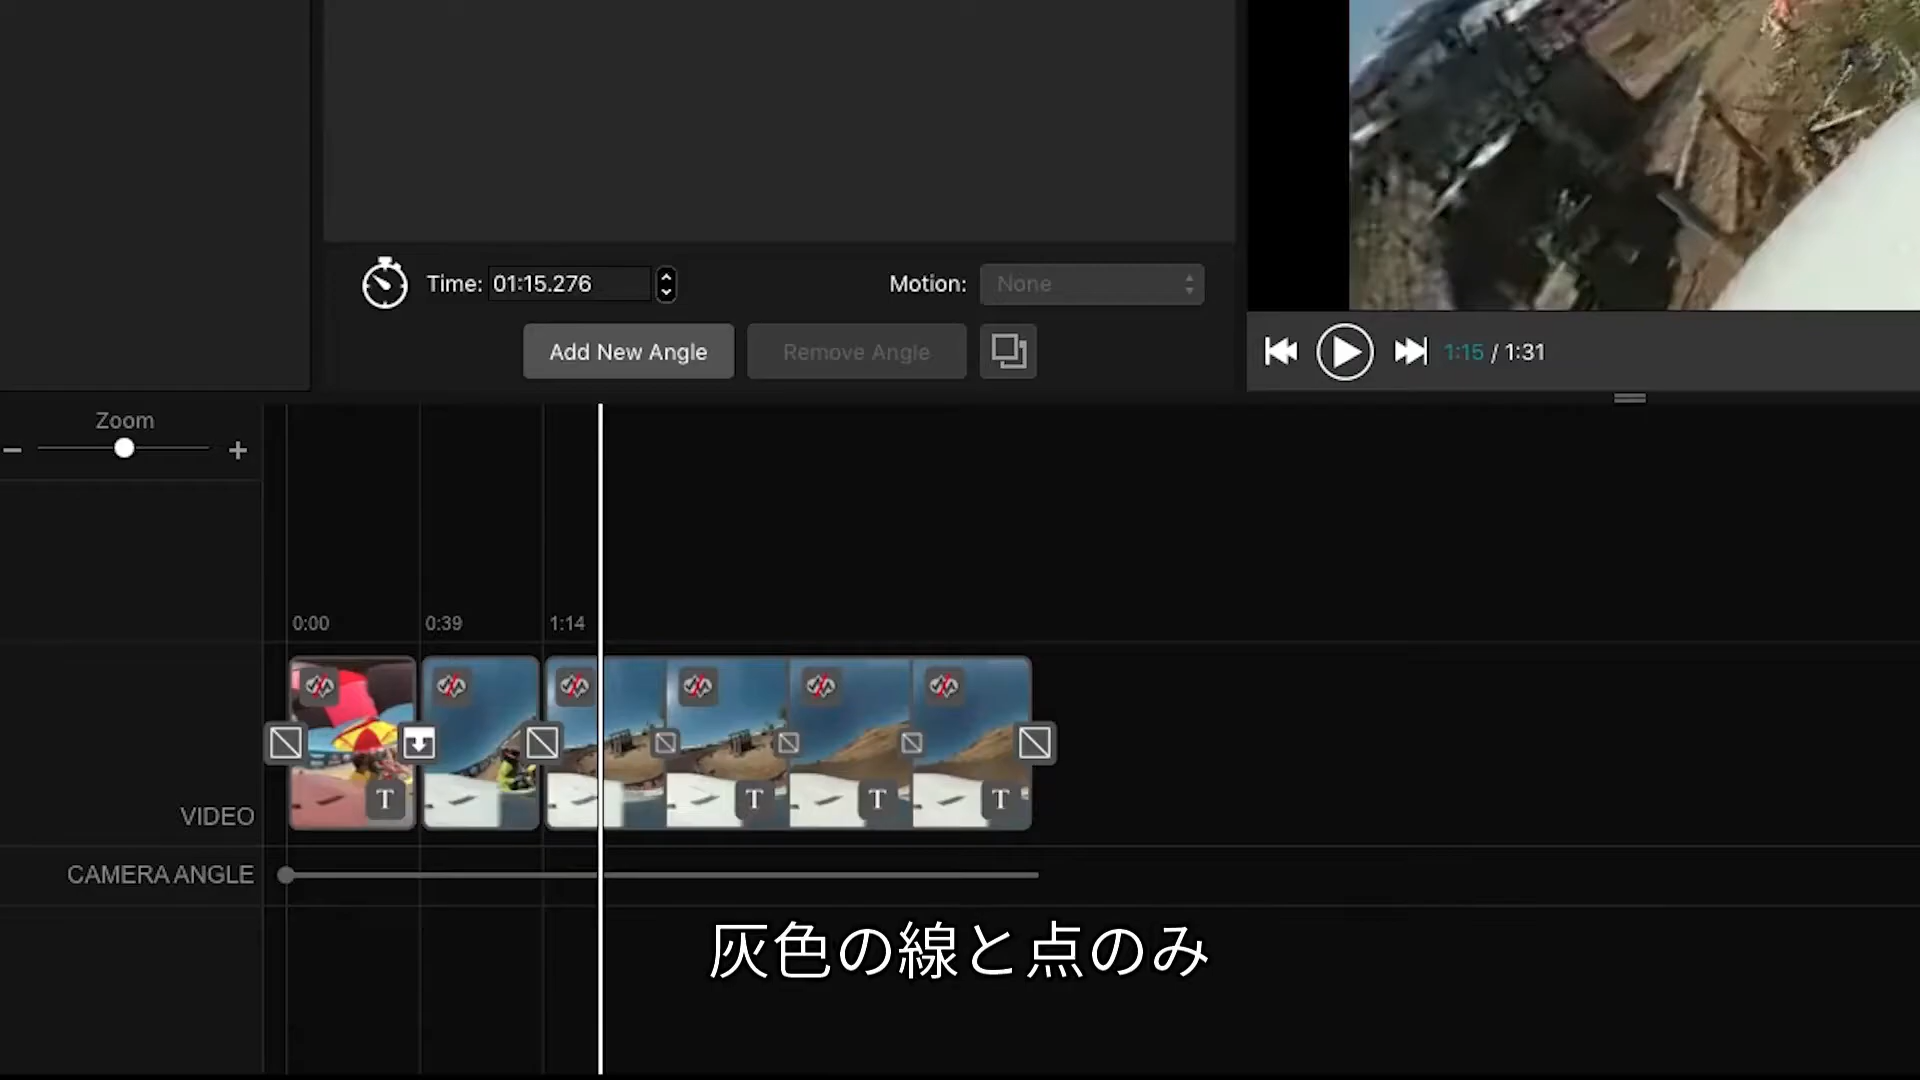 Time: 01:15.276
Motion: None
Add New Angle
Remove Angle
1:15 / 1:31
Zoom
0:00
0:39
1:14
T
T
T
T
VIDEO
CAMERA ANGLE
灰色の線と点のみ